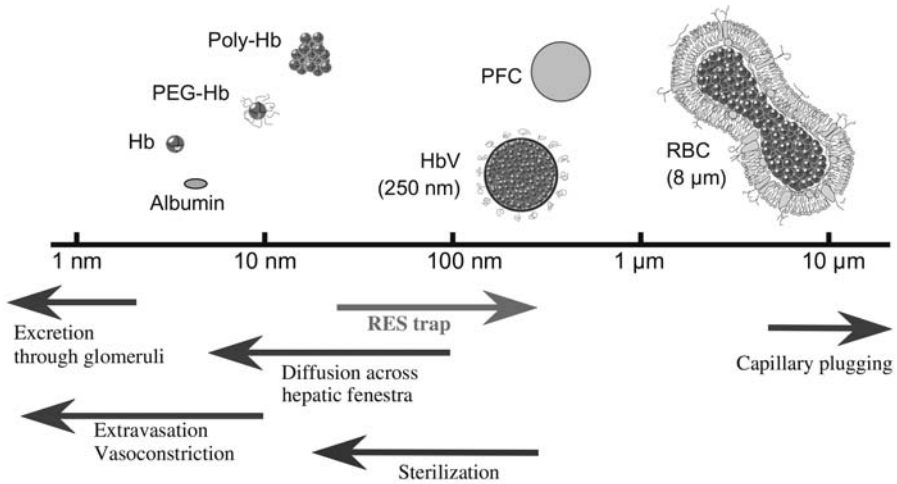 Poly-Hb
PEG-Hb
Hb
Albumin
PFC
HbV
(250 nm)
RBC
(8 μm)
1 nm
10 nm
100 nm
1 μm
10 μm
Excretion
through glomeruli
RES trap
Diffusion across
hepatic fenestra
Capillary plugging
Extravasation
Vasoconstriction
Sterilization